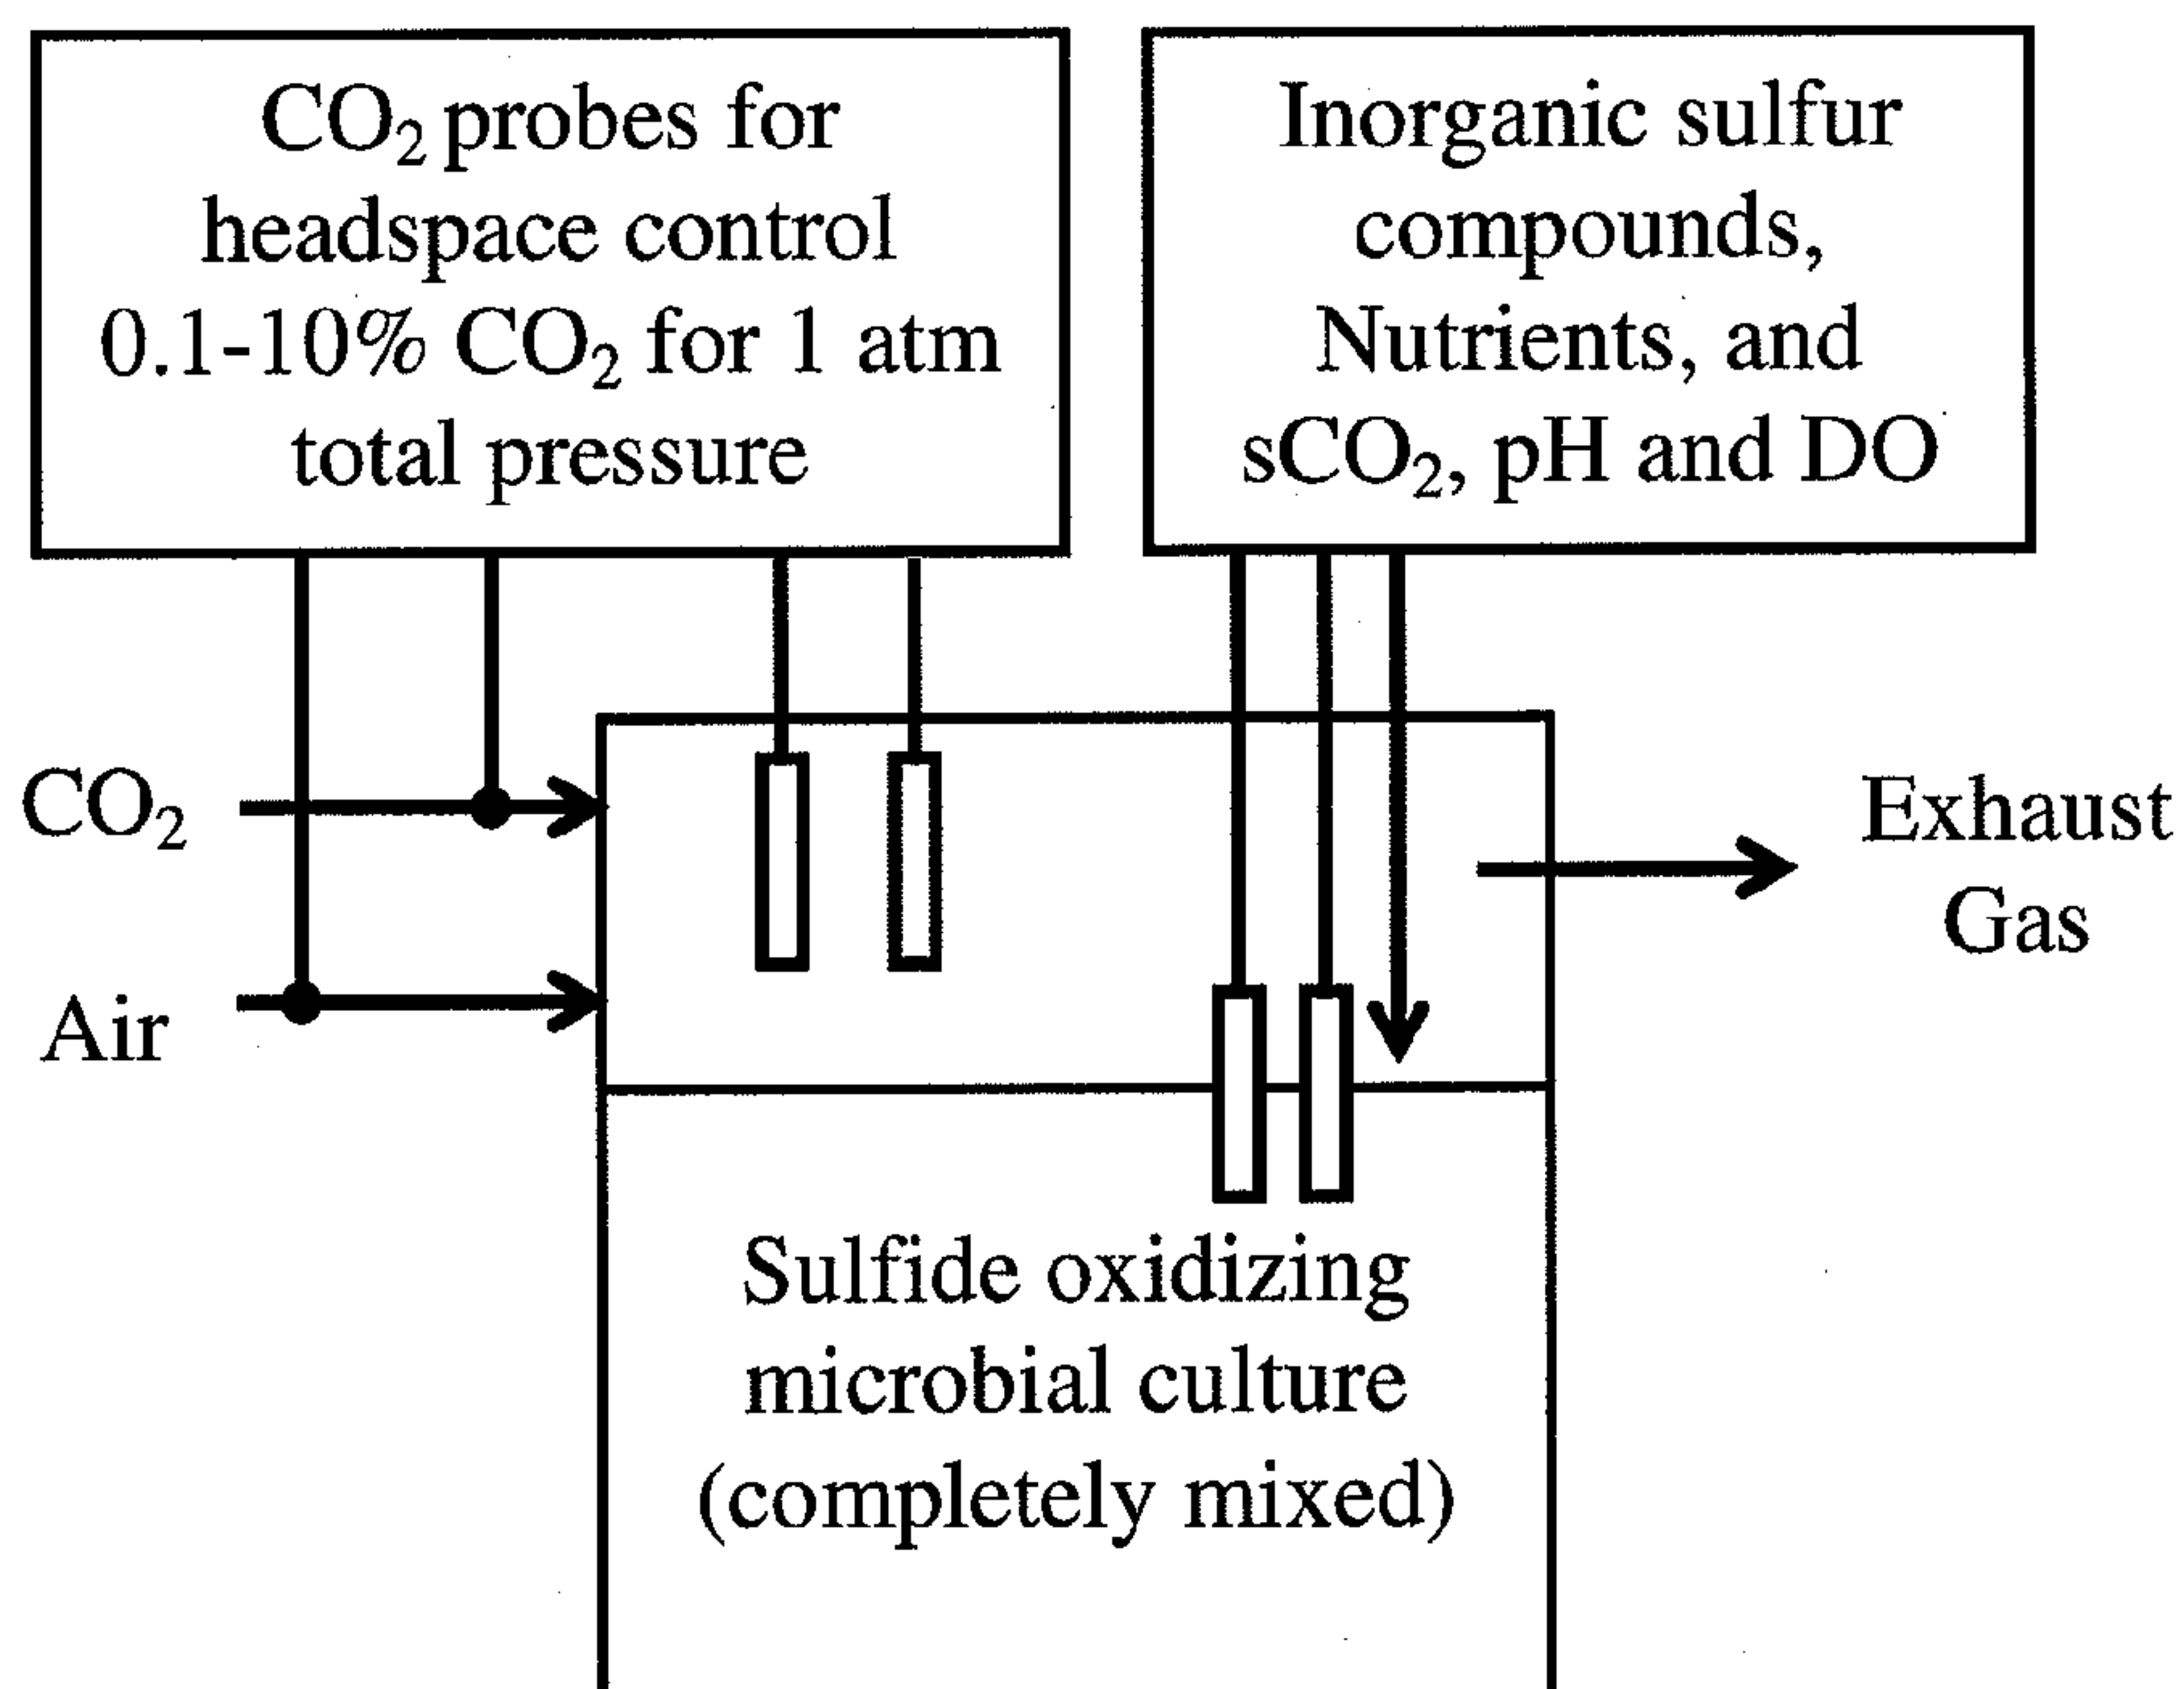 CO₂ probes for
headspace control
0.1-10% CO₂ for 1 atm
total pressure
Inorganic sulfur
compounds,
Nutrients, and
sCO₂, pH and DO
CO₂
Air
Exhaust
Gas
Sulfide oxidizing
microbial culture
(completely mixed)